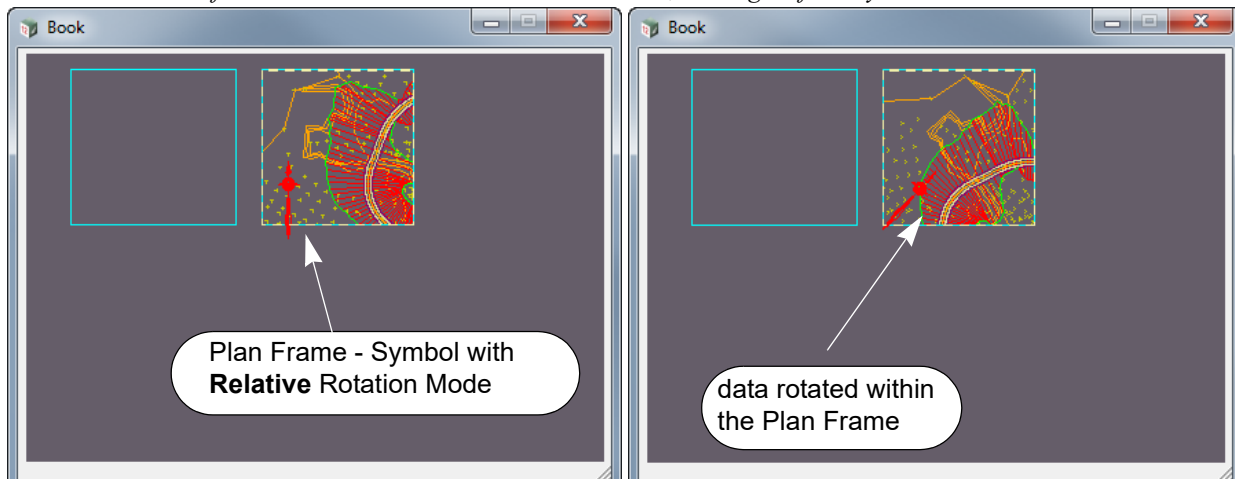 Book
Book
Plan Frame - Symbol with
Relative Rotation Mode
data rotated within
the Plan Frame